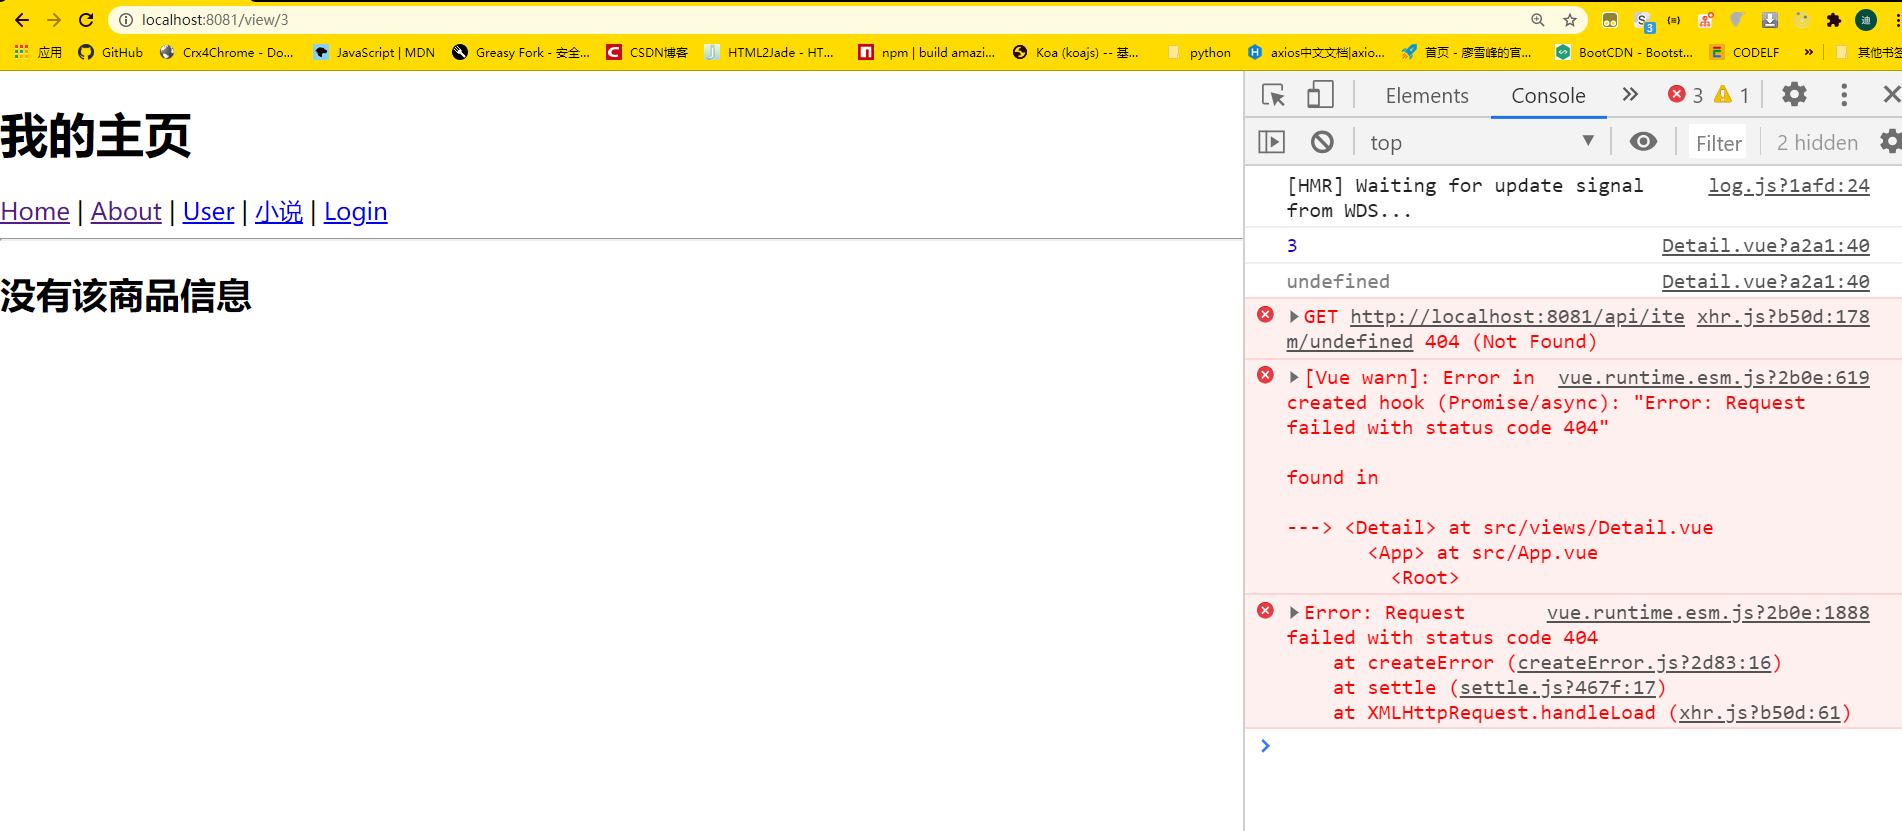 localhost:8081/view/3
应用 GitHub Crx4Chrome - Do... JavaScript | MDN Greasy Fork - 安全... CSDN博客 HTML2Jade - HT... npm | build amazi... Koa (koajs) -- 基... python axios中文文档|axio... 首页 - 廖雪峰的官... BootCDN - Bootst... CODELF » 其他书签
我的主页
Home | About | User | 小说 | Login
没有该商品信息
Elements Console 3 1
top Filter 2 hidden
[HMR] Waiting for update signal log.js?1afd:24
from WDS...
3 Detail.vue?a2a1:40
undefined Detail.vue?a2a1:40
GET http://localhost:8081/api/ite xhr.js?b50d:178
m/undefined 404 (Not Found)
[Vue warn]: Error in vue.runtime.esm.js?2b0e:619
created hook (Promise/async): "Error: Request
failed with status code 404"
found in
---> <Detail> at src/views/Detail.vue
<App> at src/App.vue
<Root>
Error: Request vue.runtime.esm.js?2b0e:1888
failed with status code 404
at createError (createError.js?2d83:16)
at settle (settle.js?467f:17)
at XMLHttpRequest.handleLoad (xhr.js?b50d:61)